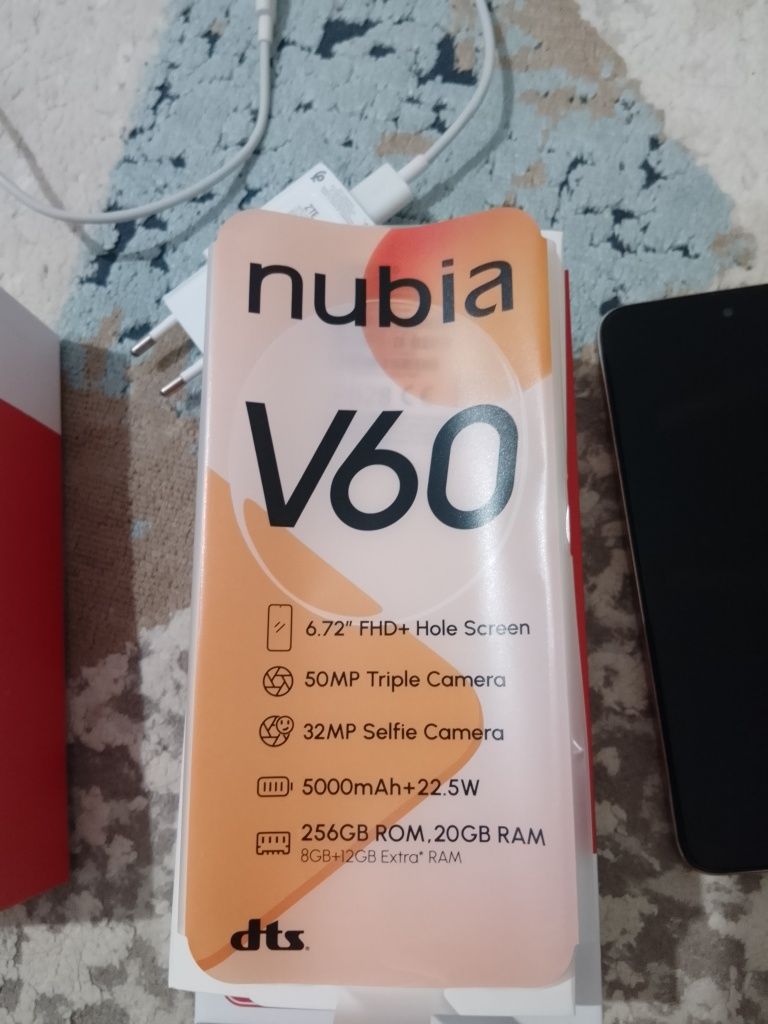 ZTE
nubia
V60
6.72" FHD+ Hole Screen
50MP Triple Camera
32MP Selfie Camera
5000mAh+22.5W
256GB ROM,20GB RAM
8GB+12GB Extra* RAM
dts